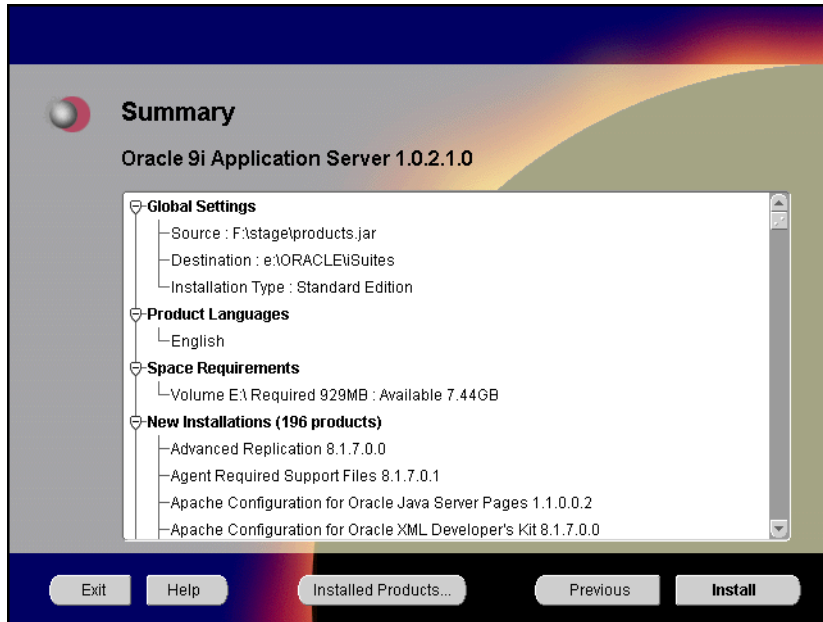 Summary
Oracle 9i Application Server 1.0.2.1.0
Global Settings
Source : F:\stage\products.jar
Destination : e:\ORACLE\iSuites
Installation Type : Standard Edition
Product Languages
English
Space Requirements
Volume E:\ Required 929MB : Available 7.44GB
New Installations (196 products)
Advanced Replication 8.1.7.0.0
Agent Required Support Files 8.1.7.0.1
Apache Configuration for Oracle Java Server Pages 1.1.0.0.2
Apache Configuration for Oracle XML Developer's Kit 8.1.7.0.0
Exit Help Installed Products... Previous Install